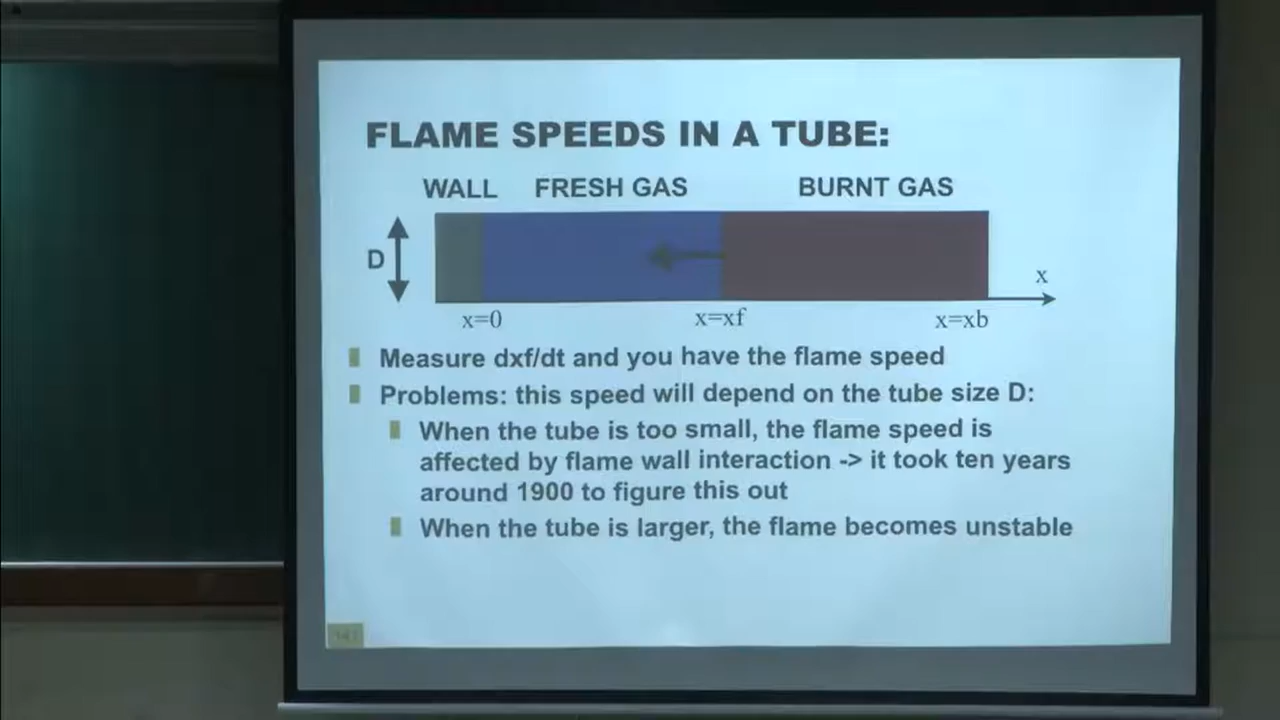 FLAME SPEEDS IN A TUBE:
WALL FRESH GAS BURNT GAS
D
x
x=0 x=xf x=xb
Measure dxf/dt and you have the flame speed
Problems: this speed will depend on the tube size D:
When the tube is too small, the flame speed is
affected by flame wall interaction -> it took ten years
around 1900 to figure this out
When the tube is larger, the flame becomes unstable